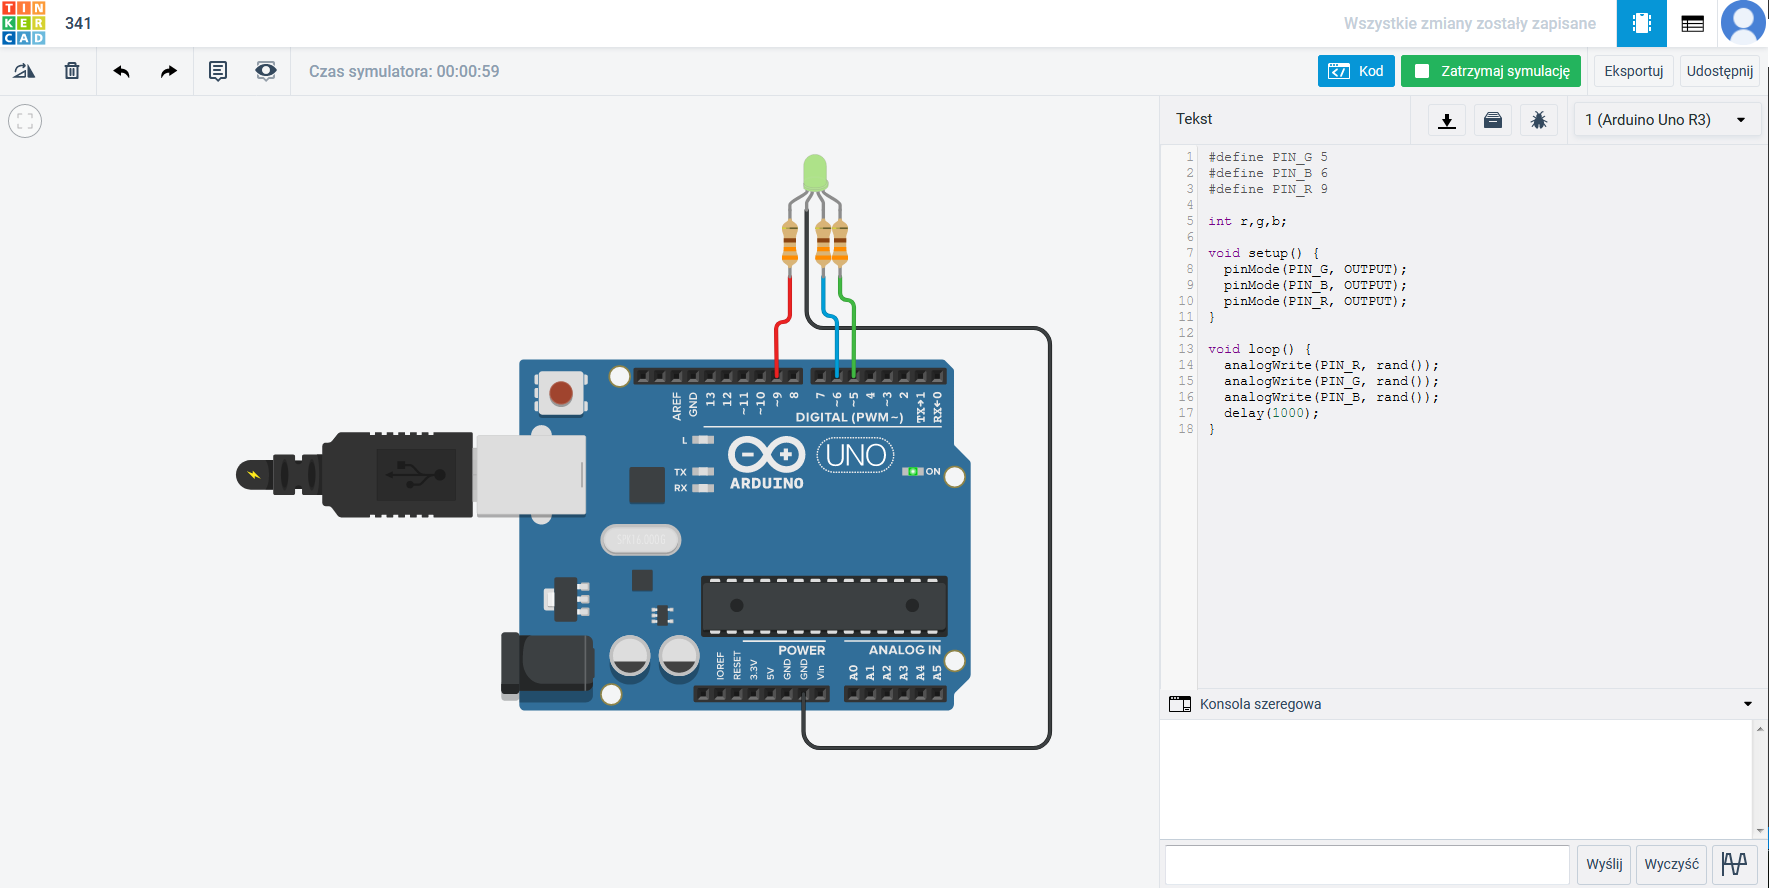 TIN
KER
CAD
341
Wszystkie zmiany zostały zapisane
Czas symulatora: 00:00:59
Kod
Zatrzymaj symulację
Eksportuj
Udostępnij
Tekst
1 (Arduino Uno R3)
1 #define PIN_G 5
2 #define PIN_B 6
3 #define PIN_R 9
4
5 int r,g,b;
6
7 void setup() {
8 pinMode(PIN_G, OUTPUT);
9 pinMode(PIN_B, OUTPUT);
10 pinMode(PIN_R, OUTPUT);
11 }
12
13 void loop() {
14 analogWrite(PIN_R, rand());
15 analogWrite(PIN_G, rand());
16 analogWrite(PIN_B, rand());
17 delay(1000);
18 }
AREF
GND
13
12
~11
~10
~9
8
7
~6
~5
4
~3
2
TX→1
RX←0
DIGITAL (PWM~)
L
TX
RX
ARDUINO
UNO
ON
POWER
ANALOG IN
IOREF
RESET
3.3V
5V
GND
GND
Vin
A0
A1
A2
A3
A4
A5
Konsola szeregowa
Wyślij
Wyczyść